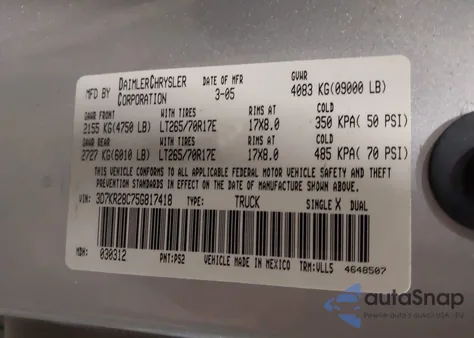 MFD BY DAIMLERCHRYSLER CORPORATION DATE OF MFR 3-05 GVWR 4083 KG(09000 LB)
GAWR FRONT WITH TIRES RIMS AT COLD
2155 KG(4750 LB) LT265/70R17E 17X8.0 350 KPA( 50 PSI)
GAWR REAR WITH TIRES RIMS AT COLD
2727 KG(6010 LB) LT265/70R17E 17X8.0 485 KPA( 70 PSI)
THIS VEHICLE CONFORMS TO ALL APPLICABLE FEDERAL MOTOR VEHICLE SAFETY AND THEFT
PREVENTION STANDARDS IN EFFECT ON THE DATE OF MANUFACTURE SHOWN ABOVE.
VIN: 3D7KR28C75G817418 TYPE: TRUCK SINGLE X DUAL
MDH: 030312 PNT:PS2 VEHICLE MADE IN MEXICO TRM:VLLS 4648507
autoSnap